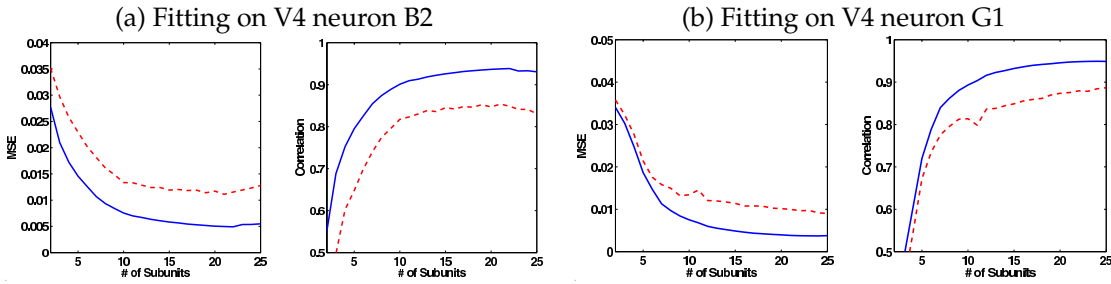 (a) Fitting on V4 neuron B2
(b) Fitting on V4 neuron G1
0.04
0.035
0.03
0.025
0.02
0.015
0.01
0.005
0
MSE
5 10 15 20 25
# of Subunits
1
0.9
0.8
0.7
0.6
0.5
Correlation
5 10 15 20 25
# of Subunits
0.05
0.04
0.03
0.02
0.01
0
MSE
5 10 15 20 25
# of Subunits
1
0.9
0.8
0.7
0.6
0.5
Correlation
5 10 15 20 25
# of Subunits